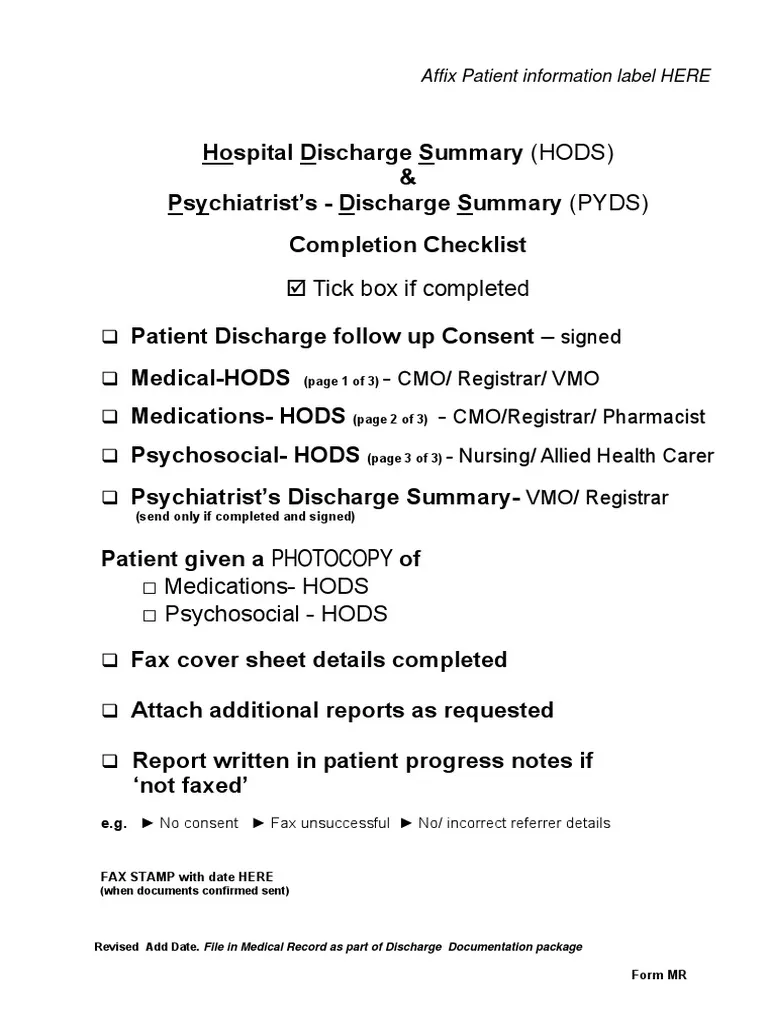 Affix Patient information label HERE
Hospital Discharge Summary (HODS)
&
Psychiatrist’s - Discharge Summary (PYDS)
Completion Checklist
☑ Tick box if completed
❑ Patient Discharge follow up Consent – signed
❑ Medical-HODS (page 1 of 3) - CMO/ Registrar/ VMO
❑ Medications- HODS (page 2 of 3) - CMO/Registrar/ Pharmacist
❑ Psychosocial- HODS (page 3 of 3) - Nursing/ Allied Health Carer
❑ Psychiatrist’s Discharge Summary- VMO/ Registrar
(send only if completed and signed)
Patient given a PHOTOCOPY of
□ Medications- HODS
□ Psychosocial - HODS
❑ Fax cover sheet details completed
❑ Attach additional reports as requested
❑ Report written in patient progress notes if
‘not faxed’
e.g. ► No consent ► Fax unsuccessful ► No/ incorrect referrer details
FAX STAMP with date HERE
(when documents confirmed sent)
Revised Add Date. File in Medical Record as part of Discharge Documentation package
Form MR